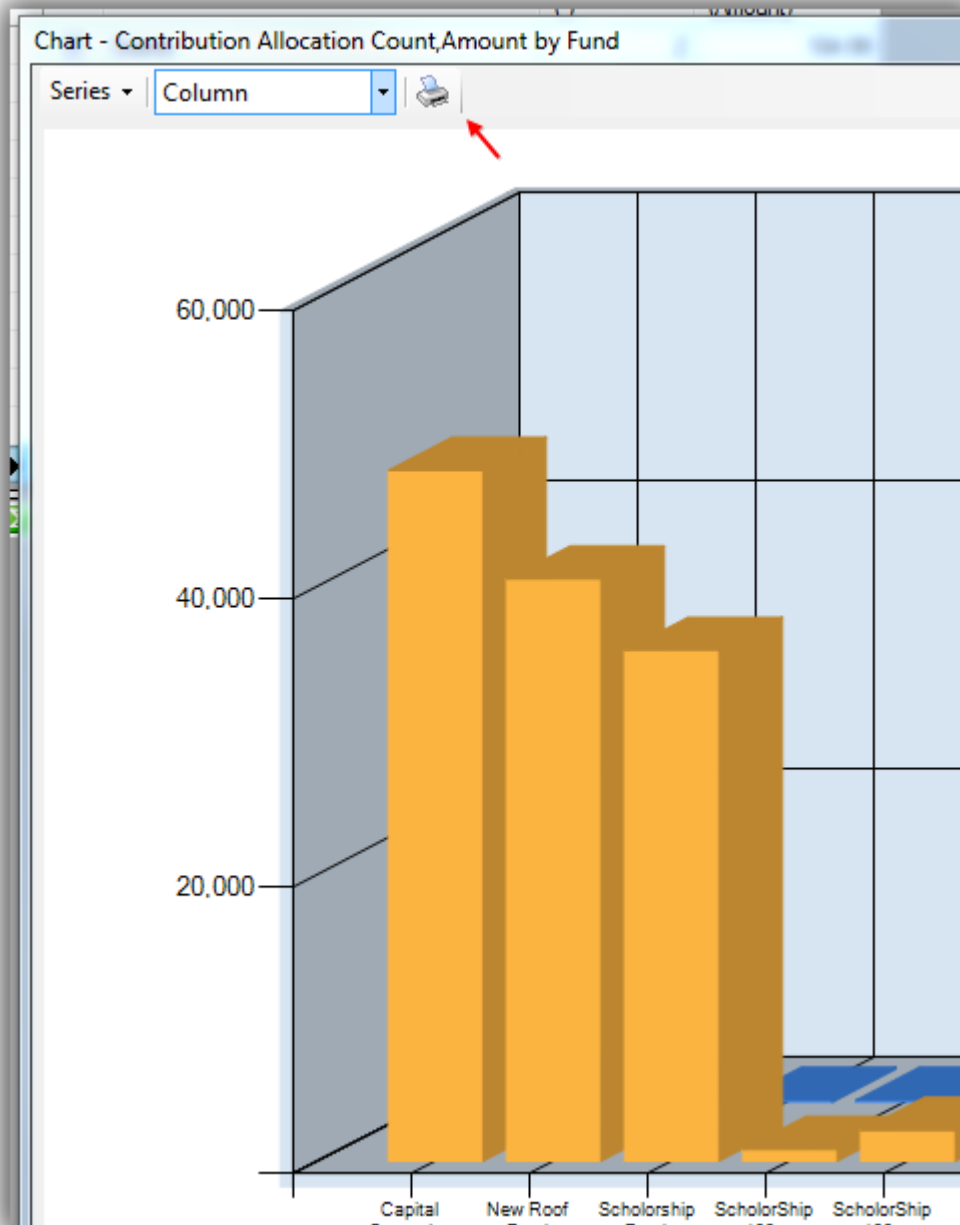 Chart - Contribution Allocation Count,Amount by Fund
Series
Column
60,000
40,000
20,000
Capital New Roof Scholorship ScholorShip ScholorShip